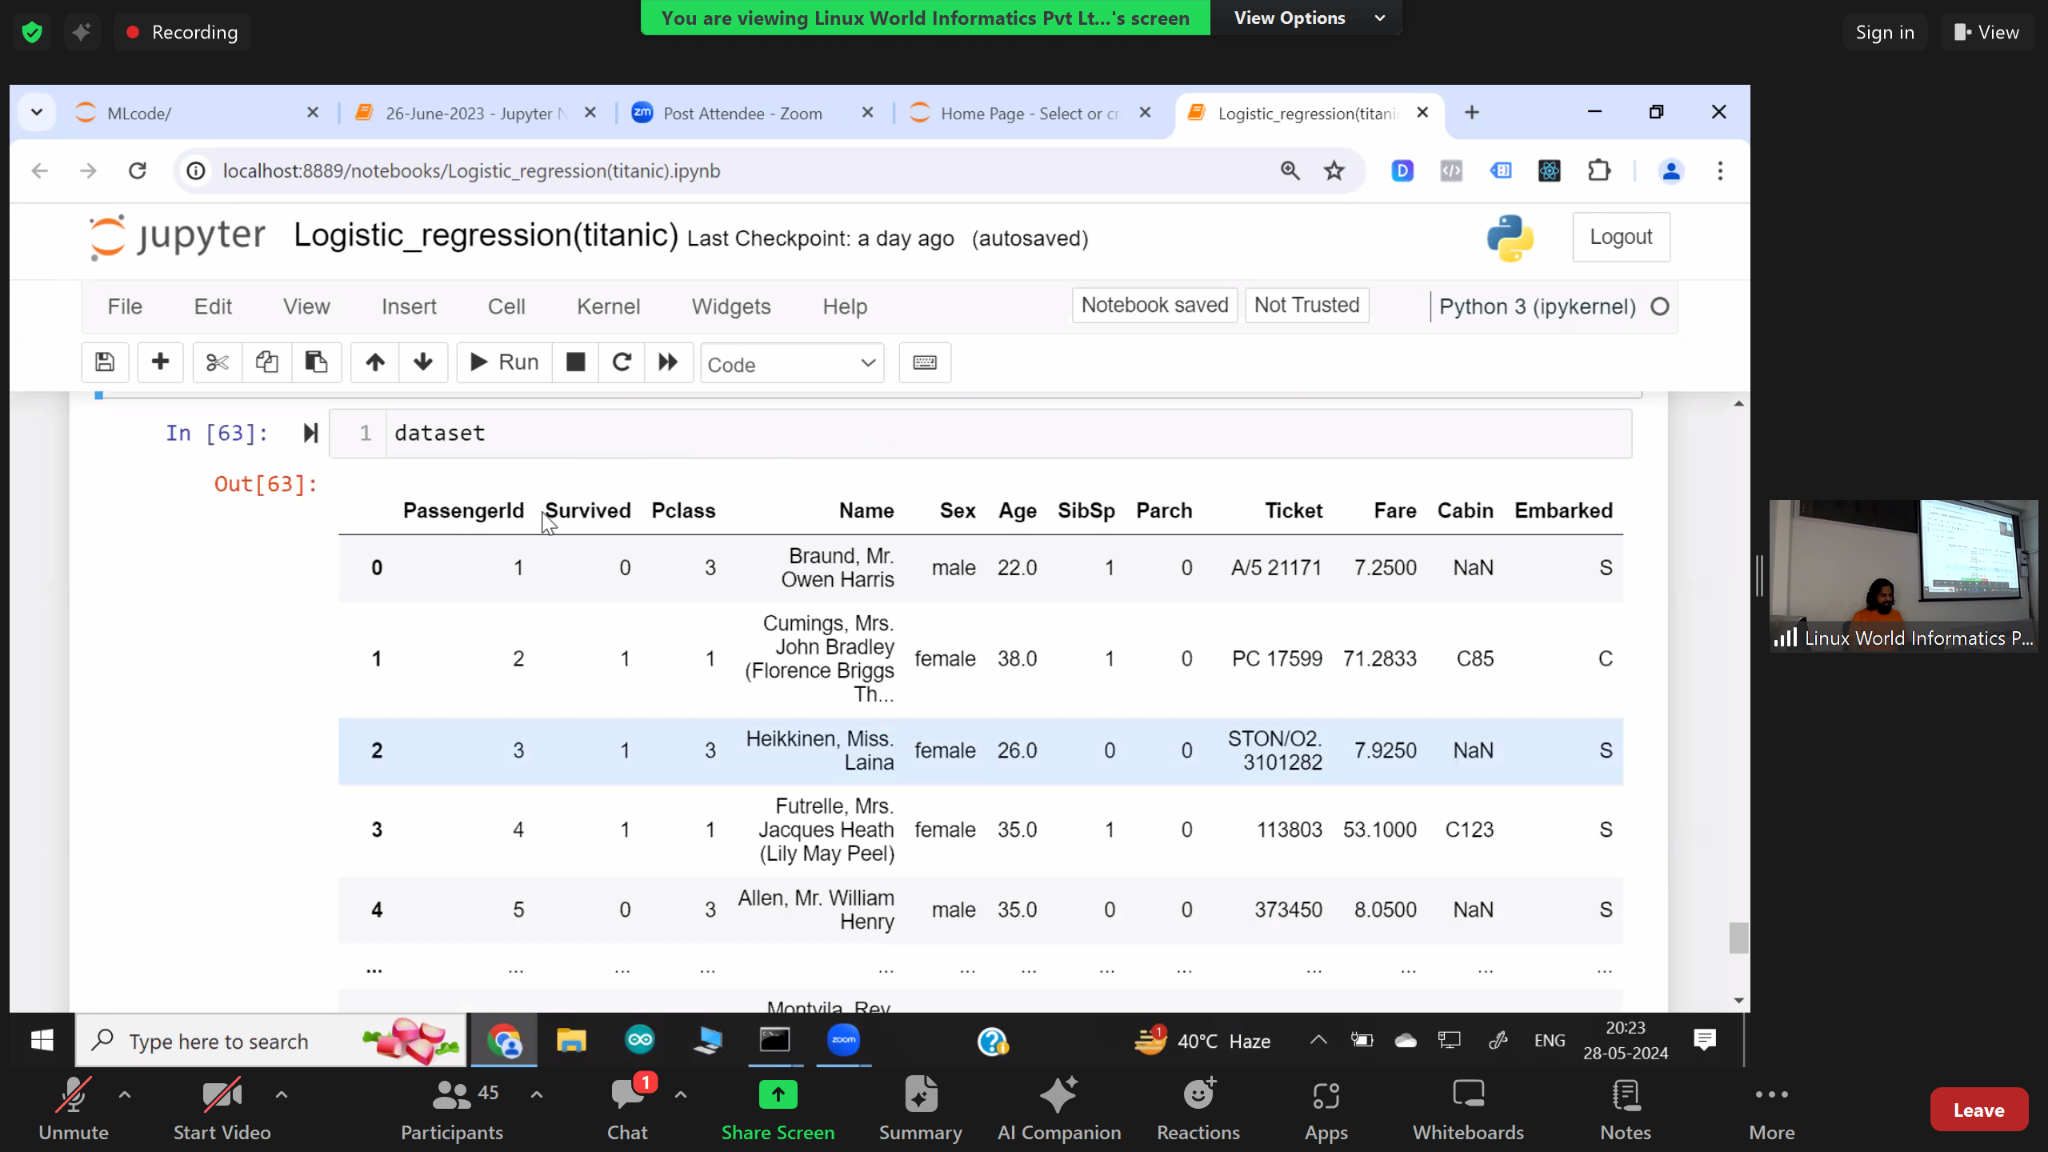 You are viewing Linux World Informatics Pvt Lt...'s screen
View Options
Recording
Sign in
View
MLcode/
26-June-2023 - Jupyter N
Post Attendee - Zoom
Home Page - Select or cr
Logistic_regression(titani
localhost:8889/notebooks/Logistic_regression(titanic).ipynb
jupyter
Logistic_regression(titanic) Last Checkpoint: a day ago (autosaved)
Logout
File Edit View Insert Cell Kernel Widgets Help
Notebook saved
Not Trusted
Python 3 (ipykernel)
Run
Code
In [63]:
1 dataset
Out[63]:
PassengerId Survived Pclass Name Sex Age SibSp Parch Ticket Fare Cabin Embarked
0 1 0 3 Braund, Mr. Owen Harris male 22.0 1 0 A/5 21171 7.2500 NaN S
1 2 1 1 Cumings, Mrs. John Bradley (Florence Briggs Th... female 38.0 1 0 PC 17599 71.2833 C85 C
2 3 1 3 Heikkinen, Miss. Laina female 26.0 0 0 STON/O2. 3101282 7.9250 NaN S
3 4 1 1 Futrelle, Mrs. Jacques Heath (Lily May Peel) female 35.0 1 0 113803 53.1000 C123 S
4 5 0 3 Allen, Mr. William Henry male 35.0 0 0 373450 8.0500 NaN S
... ... ... ... ... ... ... ... ... ... ... ... ...
Montvila, Rev.
Linux World Informatics P...
Type here to search
zoom
1
40°C Haze
ENG
20:23
28-05-2024
Unmute
Start Video
45
Participants
1
Chat
Share Screen
Summary
AI Companion
Reactions
Apps
Whiteboards
Notes
More
Leave